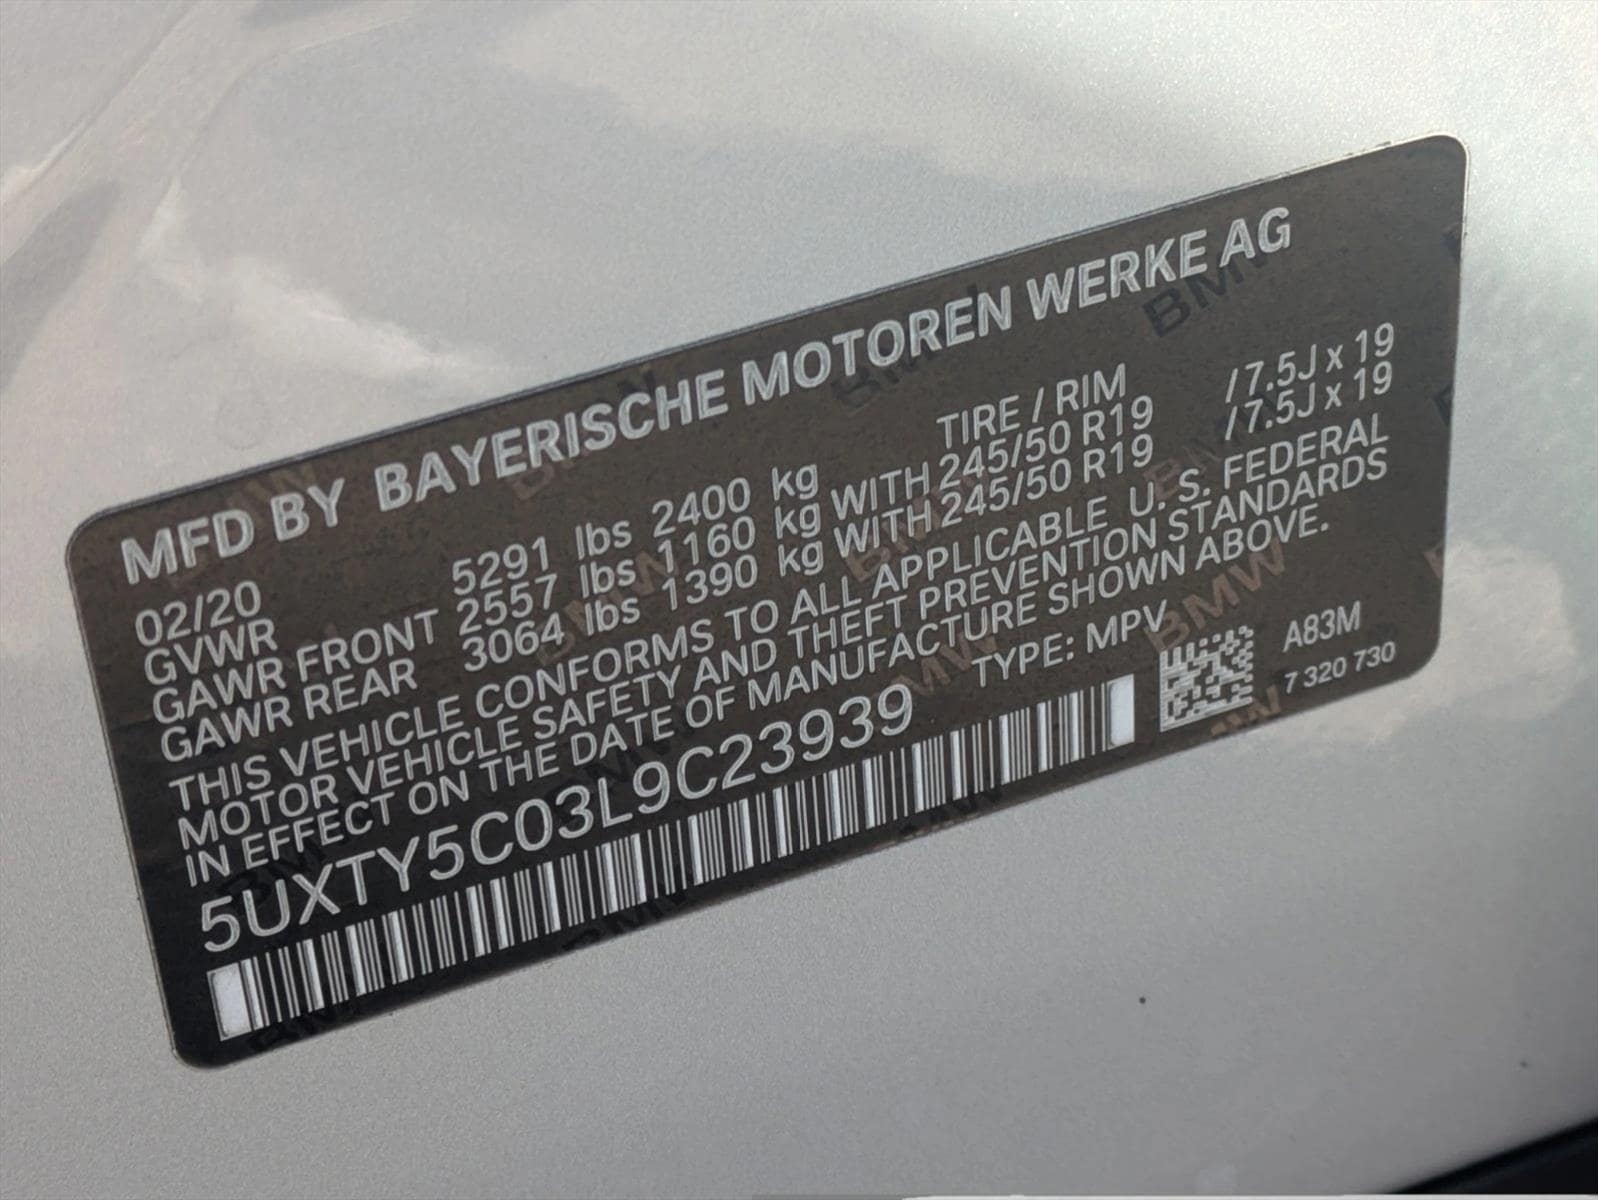 MFD BY BAYERISCHE MOTOREN WERKE AG
02/20 TIRE / RIM
GVWR 5291 lbs 2400 kg
GAWR FRONT 2557 lbs 1160 kg WITH 245/50 R19 / 7.5J x 19
GAWR REAR 3064 lbs 1390 kg WITH 245/50 R19 / 7.5J x 19
THIS VEHICLE CONFORMS TO ALL APPLICABLE U. S. FEDERAL
MOTOR VEHICLE SAFETY AND THEFT PREVENTION STANDARDS
IN EFFECT ON THE DATE OF MANUFACTURE SHOWN ABOVE.
5UXTY5C03L9C23939 TYPE: MPV
A83M
7 320 730